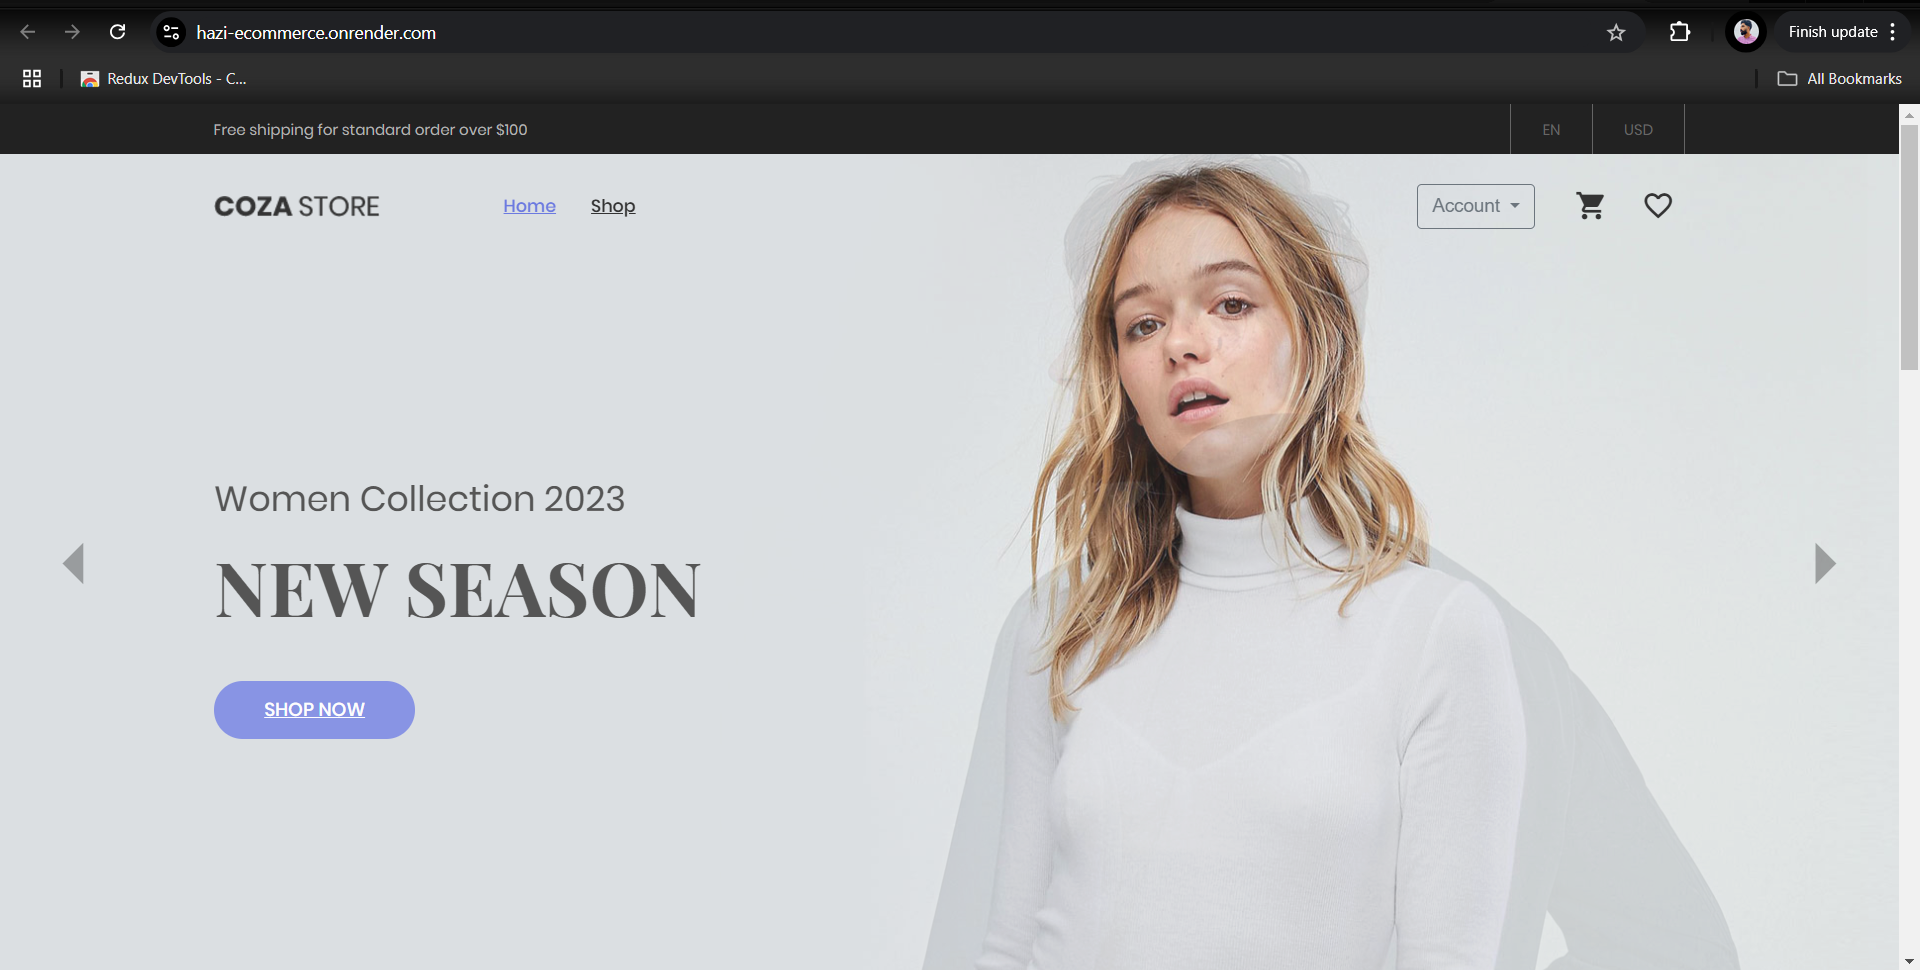 hazi-ecommerce.onrender.com
Finish update
Redux DevTools - C...
All Bookmarks
Free shipping for standard order over $100
EN
USD
COZA STORE
Home
Shop
Account
Women Collection 2023
NEW SEASON
SHOP NOW